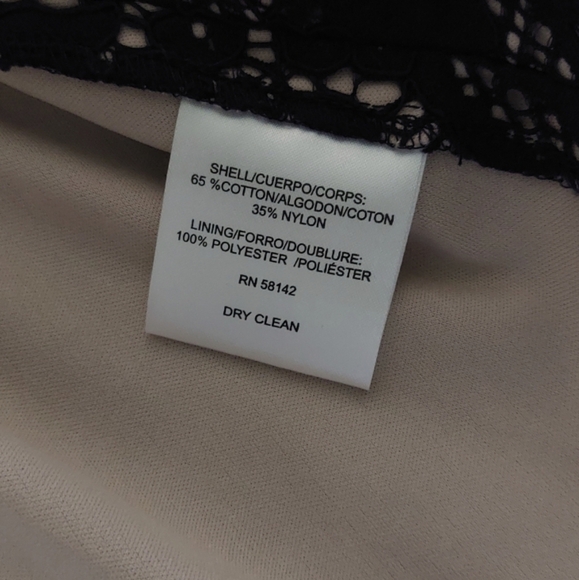 SHELL/CUERPO/CORPS:
65 %COTTON/ALGODON/COTON
35% NYLON
LINING/FORRO/DOUBLURE:
100% POLYESTER /POLIÉSTER
RN 58142
DRY CLEAN